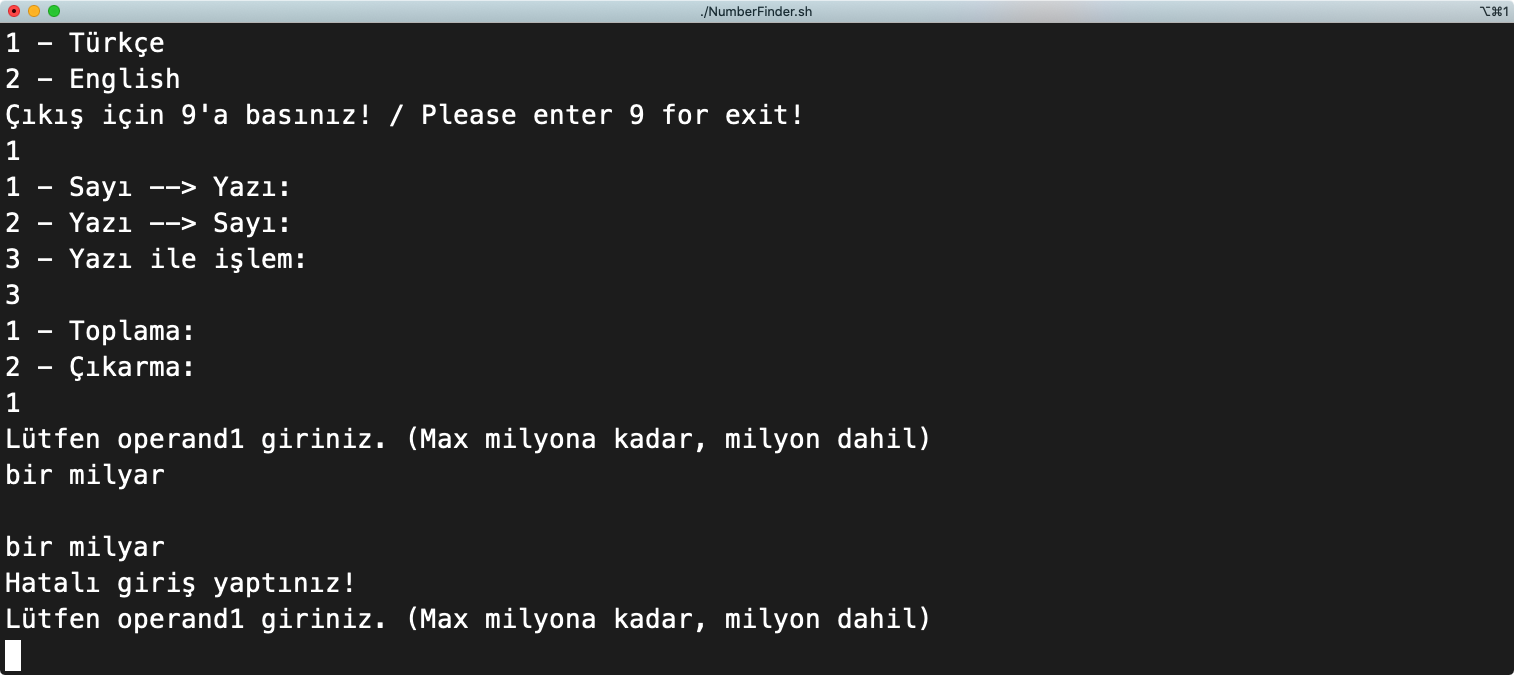 ./NumberFinder.sh
⌥⌘1
1 - Türkçe
2 - English
Çıkış için 9'a basınız! / Please enter 9 for exit!
1
1 - Sayı --> Yazı:
2 - Yazı --> Sayı:
3 - Yazı ile işlem:
3
1 - Toplama:
2 - Çıkarma:
1
Lütfen operand1 giriniz. (Max milyona kadar, milyon dahil)
bir milyar
bir milyar
Hatalı giriş yaptınız!
Lütfen operand1 giriniz. (Max milyona kadar, milyon dahil)